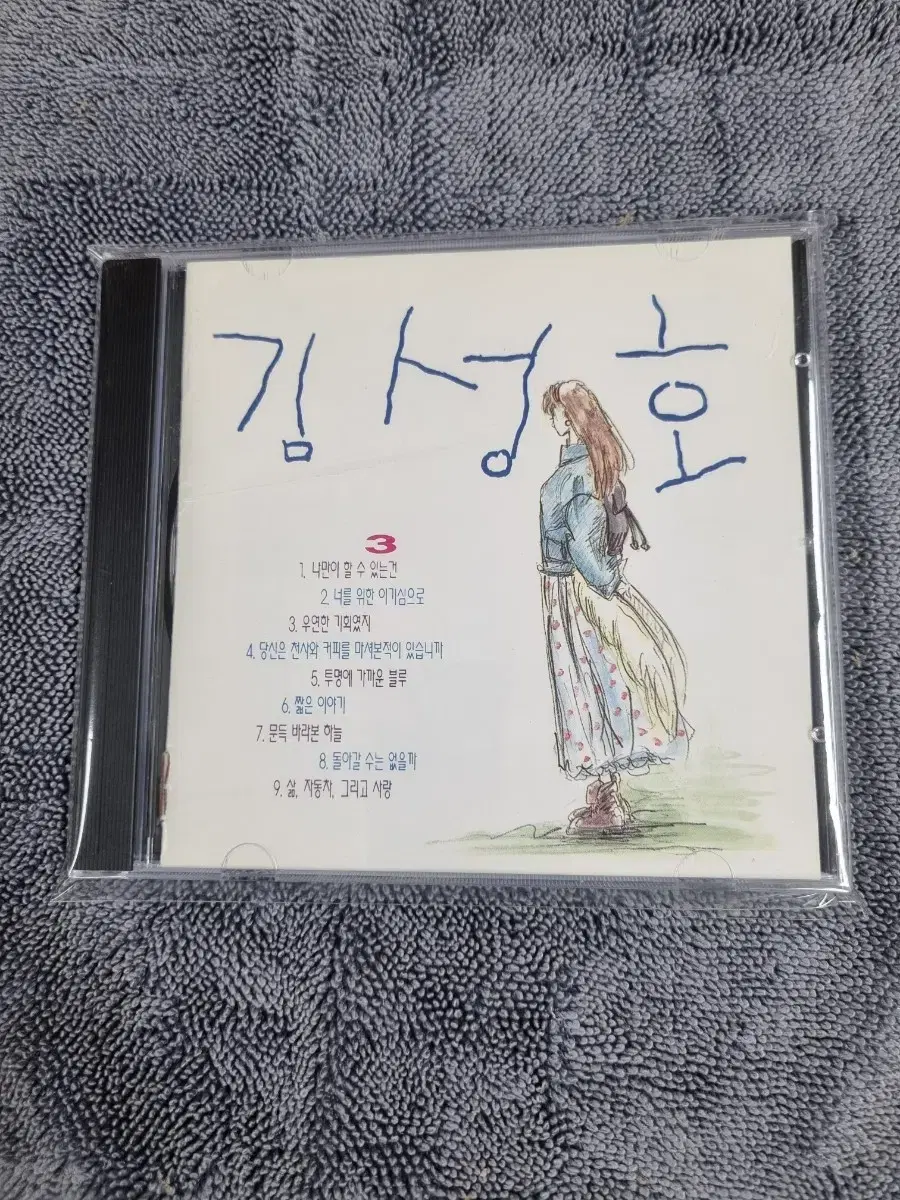 김성호
3
1. 나만이 할 수 있는건
2. 너를 위한 이기심으로
3. 우연한 기회였지
4. 당신은 천사와 커피를 마셔본적이 있습니까
5. 투명에 가까운 블루
6. 짧은 이야기
7. 문득 바라본 하늘
8. 돌아갈 수는 없을까
9. 삶, 자동차, 그리고 사랑